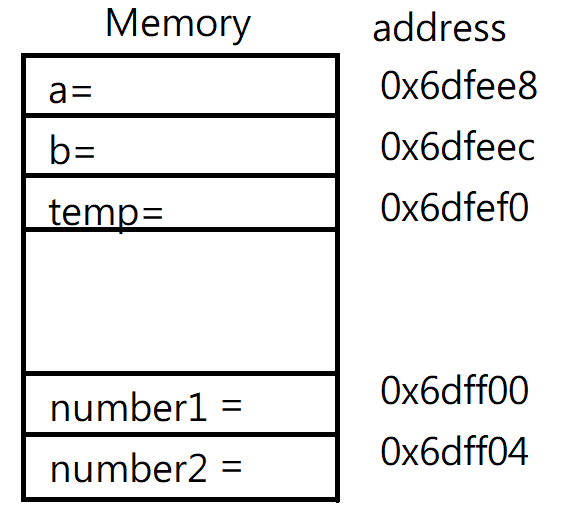 Memory address
a= 0x6dfee8
b= 0x6dfeec
temp= 0x6dfef0
number1 = 0x6dff00
number2 = 0x6dff04